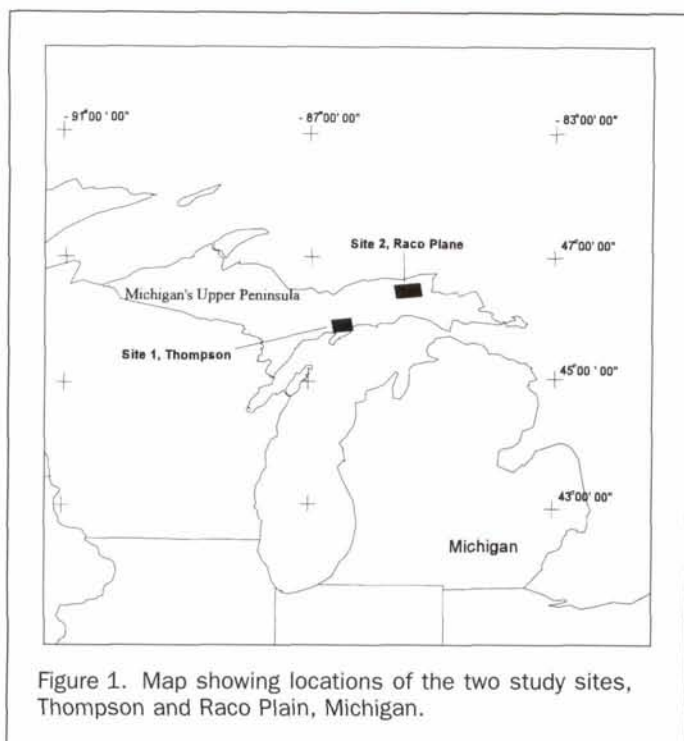 - 91°00' 00"
- 87°00' 00"
- 83°00' 00"
Site 2, Raco Plane
47°00' 00"
Michigan's Upper Peninsula
Site 1, Thompson
45°00' 00"
43°00' 00"
Michigan
Figure 1. Map showing locations of the two study sites,
Thompson and Raco Plain, Michigan.